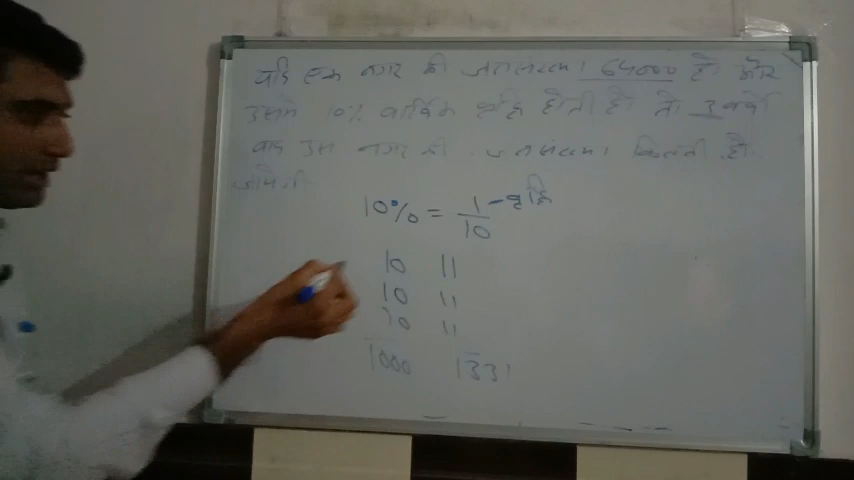 यदि एक नगर की जनसंख्या 64000 है। और
उसमे 10% वार्षिक वृद्धि होती है। तो 3 वर्षो
बाद उस नगर की जनसंख्या कितनी हो
जायेगी
10% = 1/10 - वृद्धि
10 11
10 11
10 11
1000 1331